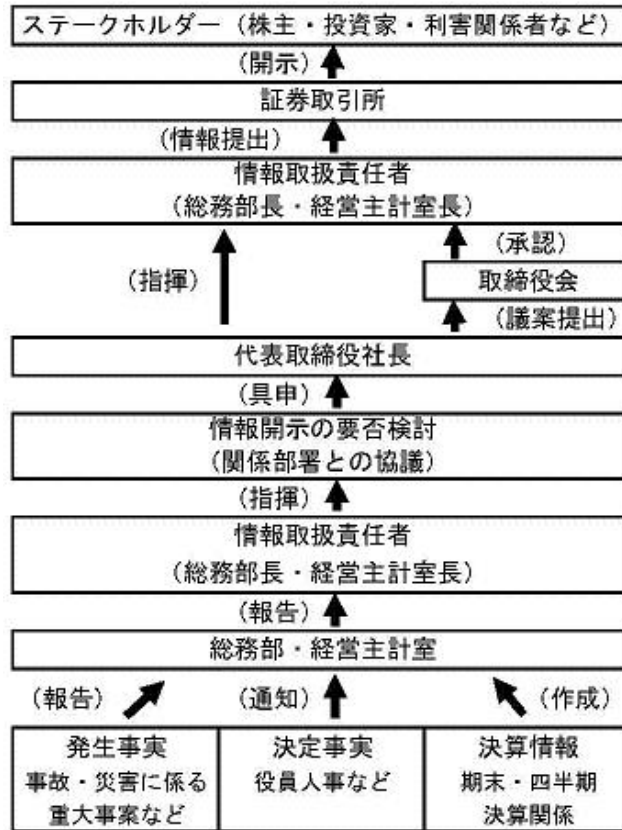 ステークホルダー（株主・投資家・利害関係者など）
（開示）
証券取引所
（情報提出）
情報取扱責任者
（総務部長・経営主計室長）
（承認）
（指揮）
取締役会
（議案提出）
代表取締役社長
（具申）
情報開示の要否検討
（関係部署との協議）
（指揮）
情報取扱責任者
（総務部長・経営主計室長）
（報告）
総務部・経営主計室
（報告）
（通知）
（作成）
発生事実
事故・災害に係る
重大事案など
決定事実
役員人事など
決算情報
期末・四半期
決算関係